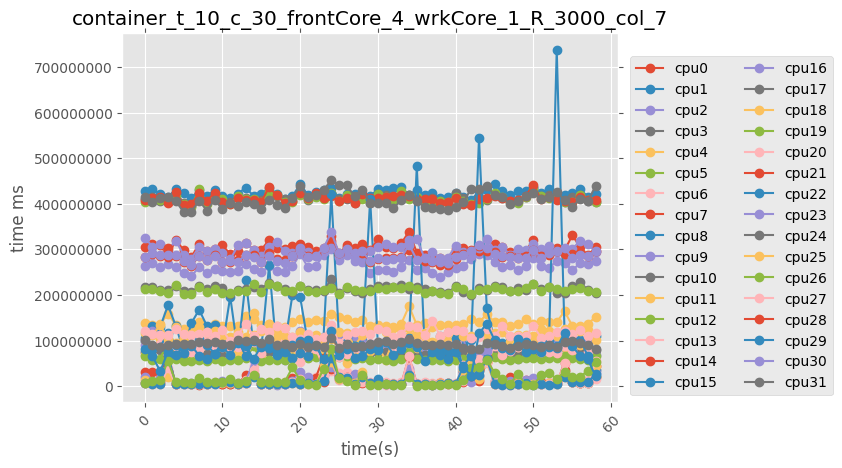 container_t_10_c_30_frontCore_4_wrkCore_1_R_3000_col_7
time ms
700000000
600000000
500000000
400000000
300000000
200000000
100000000
0
0
10
20
30
40
50
60
time(s)
cpu0
cpu1
cpu2
cpu3
cpu4
cpu5
cpu6
cpu7
cpu8
cpu9
cpu10
cpu11
cpu12
cpu13
cpu14
cpu15
cpu16
cpu17
cpu18
cpu19
cpu20
cpu21
cpu22
cpu23
cpu24
cpu25
cpu26
cpu27
cpu28
cpu29
cpu30
cpu31